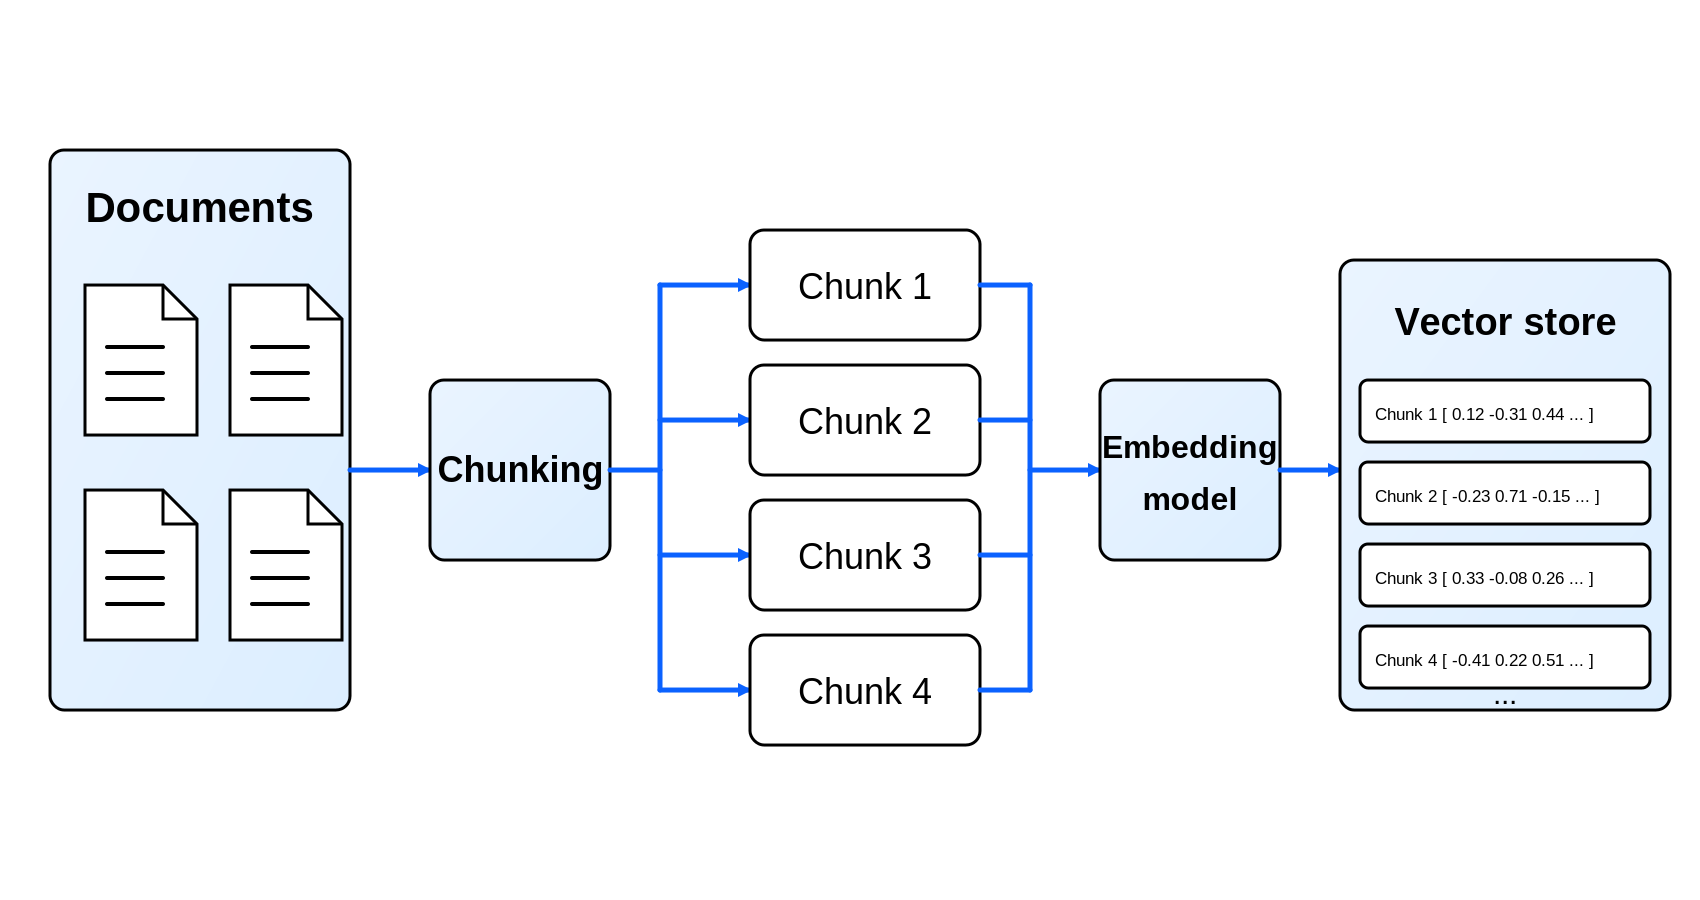 Documents
Chunking
Chunk 1
Chunk 2
Chunk 3
Chunk 4
Embedding
model
Vector store
Chunk 1 [ 0.12 -0.31 0.44 ... ]
Chunk 2 [ -0.23 0.71 -0.15 ... ]
Chunk 3 [ 0.33 -0.08 0.26 ... ]
Chunk 4 [ -0.41 0.22 0.51 ... ]
...